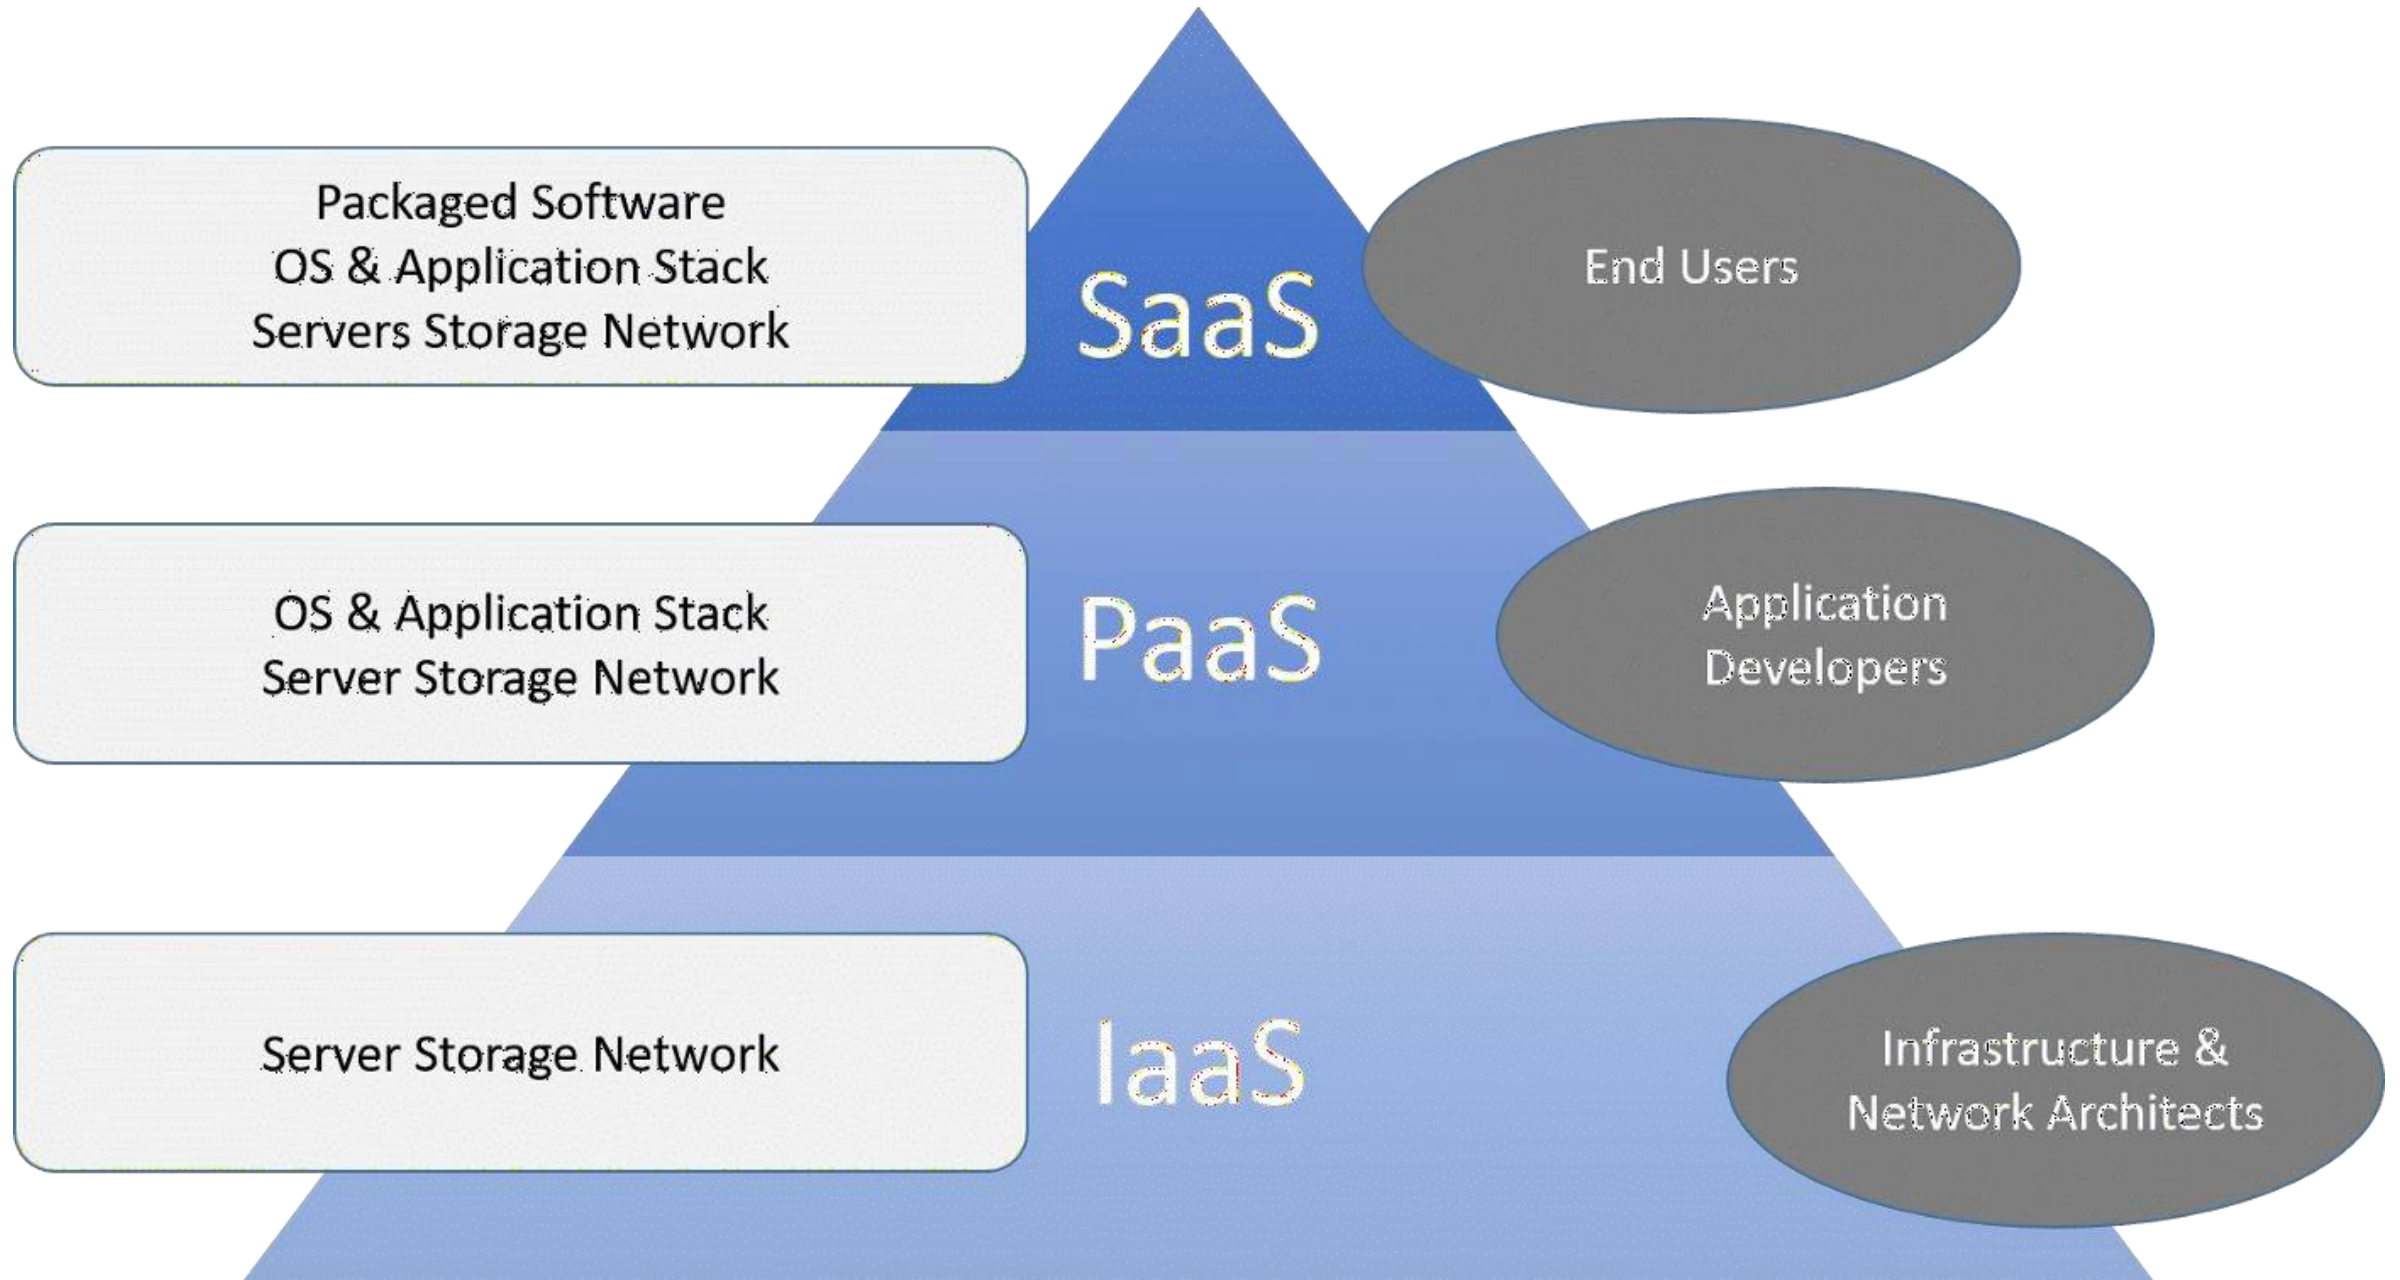 Packaged Software
OS & Application Stack
Servers Storage Network
SaaS
End Users
OS & Application Stack
Server Storage Network
PaaS
Application
Developers
Server Storage Network
IaaS
Infrastructure &
Network Architects